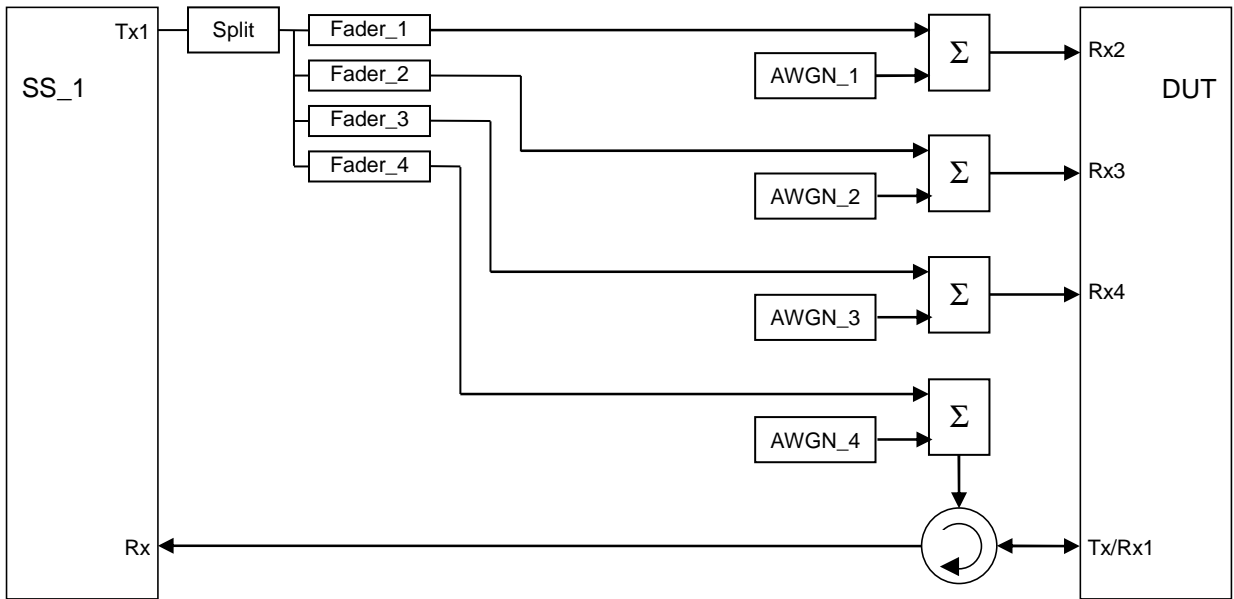 Tx1
Split
Fader_1
Σ
Rx2
AWGN_1
Fader_2
SS_1
DUT
Fader_3
Fader_4
Σ
Rx3
AWGN_2
Σ
Rx4
AWGN_3
Σ
AWGN_4
Rx
Tx/Rx1